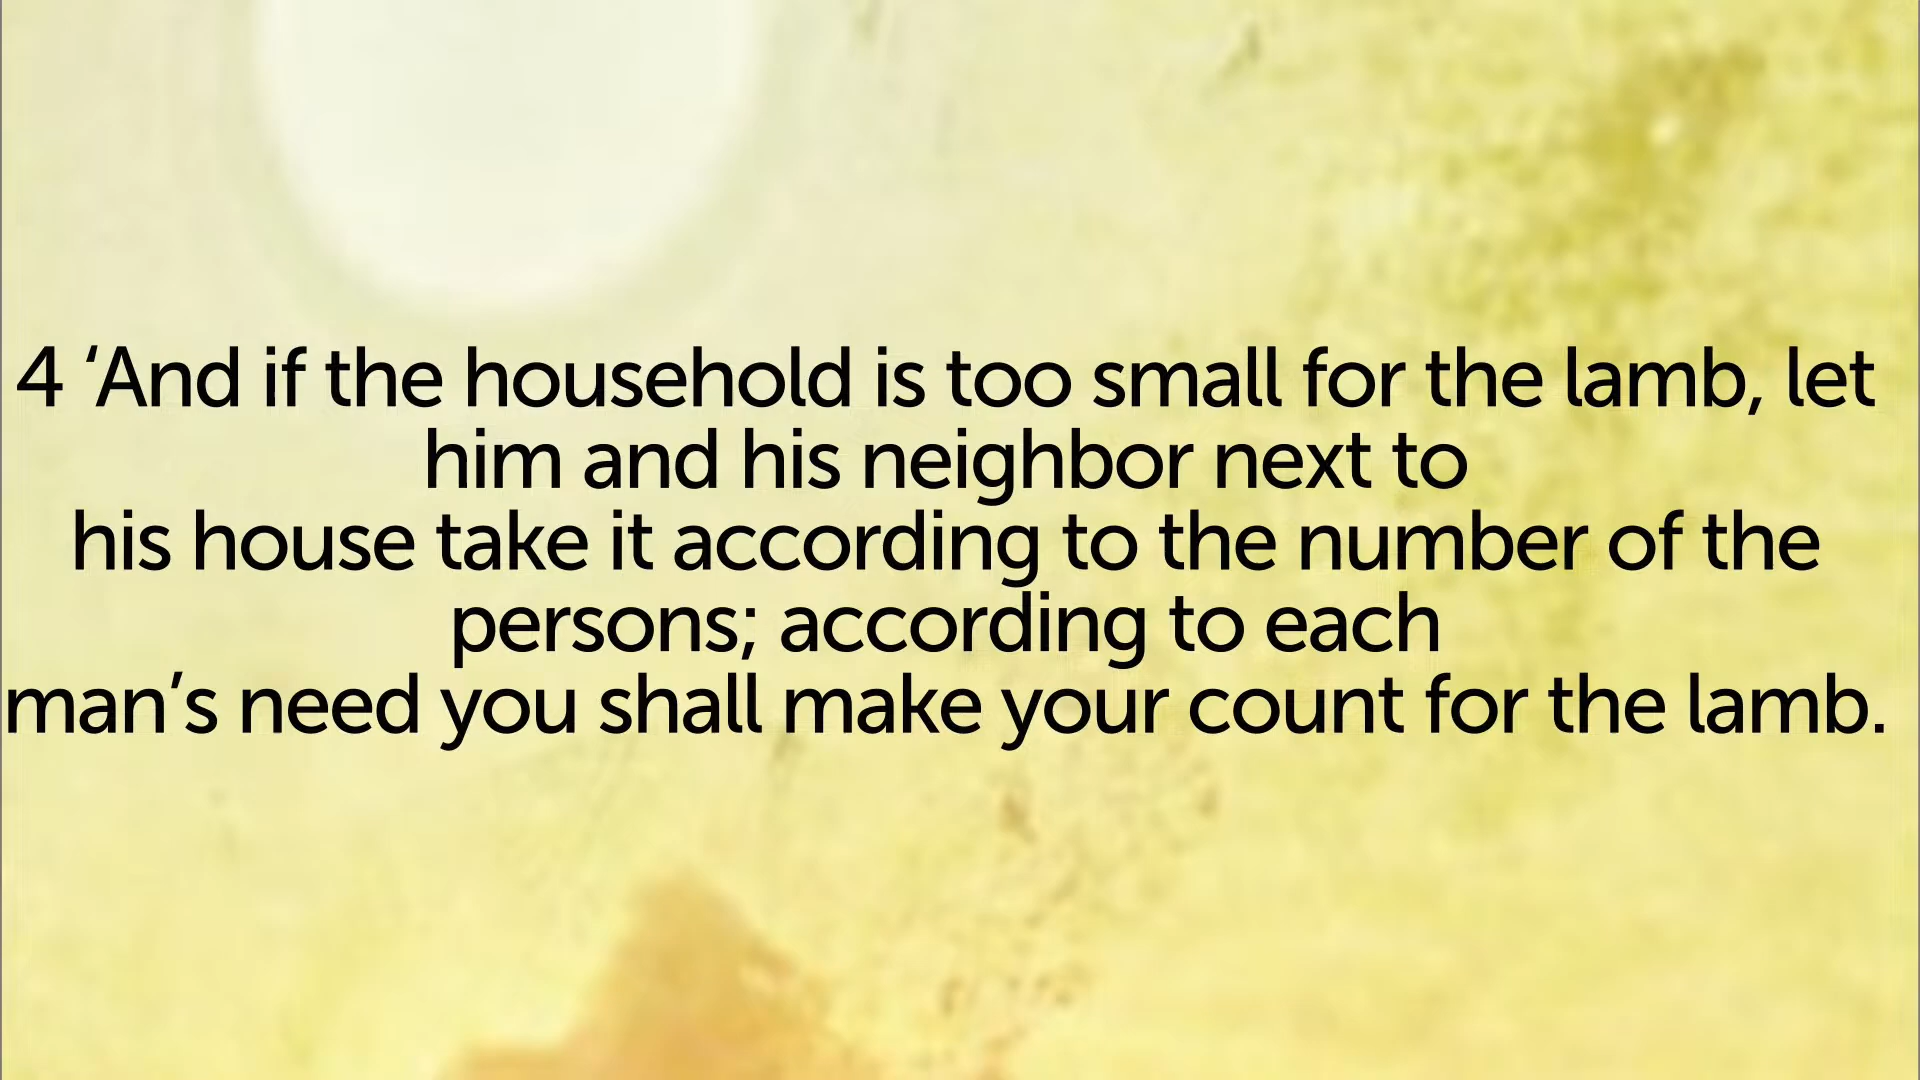 4 ‘And if the household is too small for the lamb, let
him and his neighbor next to
his house take it according to the number of the
persons; according to each
man’s need you shall make your count for the lamb.